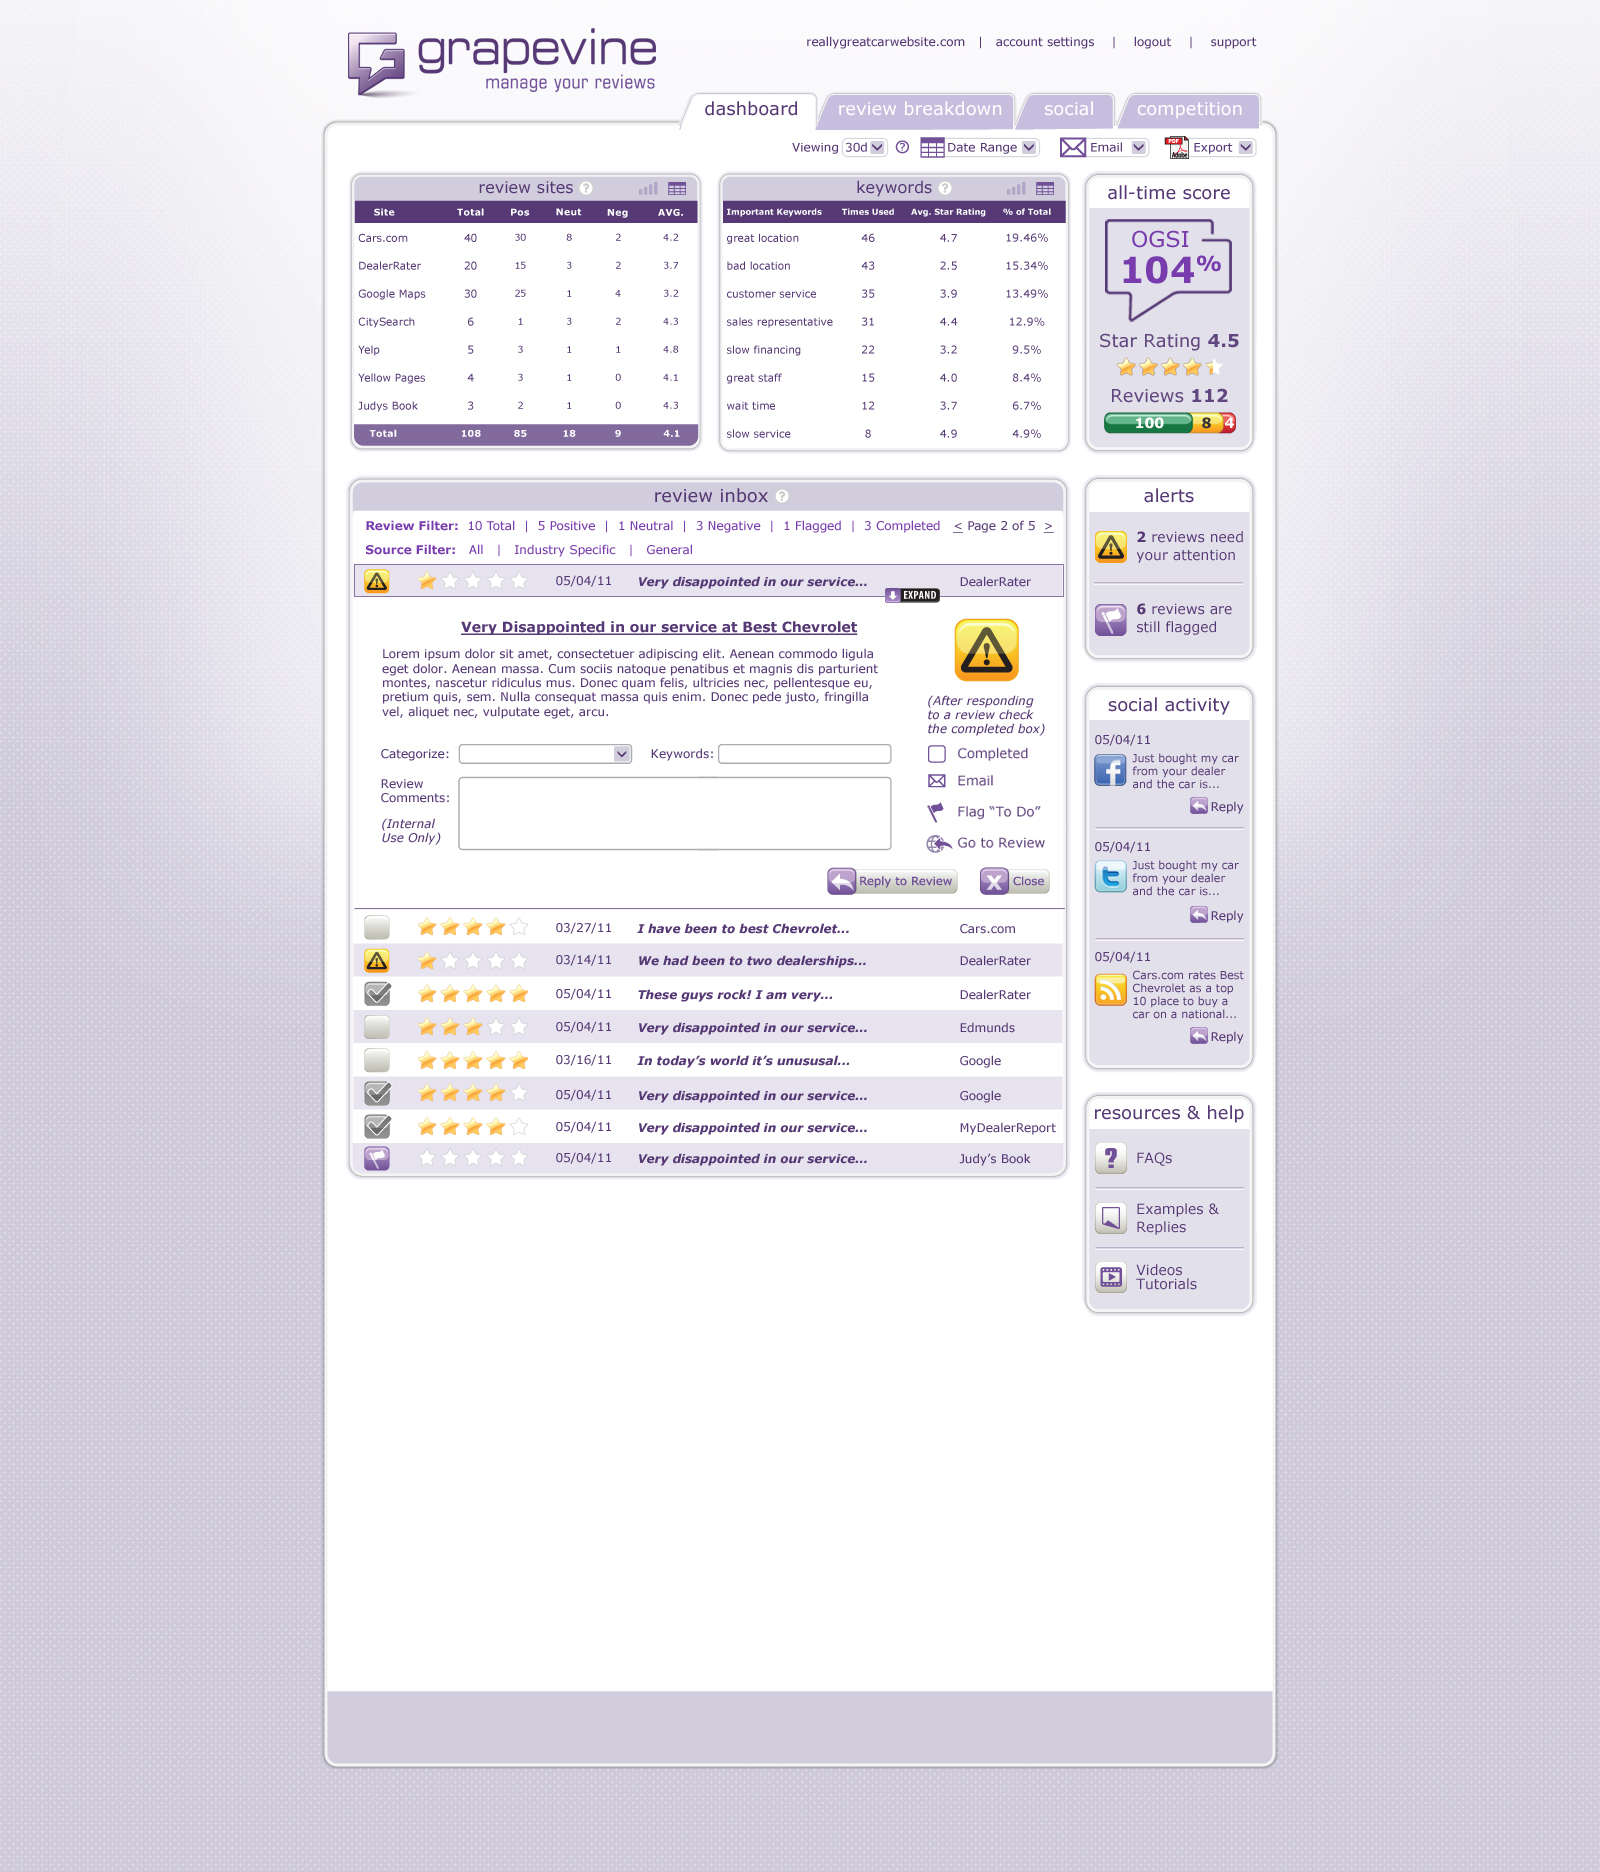 grapevine
manage your reviews
reallygreatcarwebsite.com | account settings | logout | support
dashboard review breakdown social competition
Viewing 30d ? Date Range Email PDF Adobe Export
review sites ?
Site Total Pos Neut Neg AVG.
Cars.com 40 30 8 2 4.2
DealerRater 20 15 3 2 3.7
Google Maps 30 25 1 4 3.2
CitySearch 6 1 3 2 4.3
Yelp 5 3 1 1 4.8
Yellow Pages 4 3 1 0 4.1
Judys Book 3 2 1 0 4.3
Total 108 85 18 9 4.1
keywords ?
Important Keywords Times Used Avg. Star Rating % of Total
great location 46 4.7 19.46%
bad location 43 2.5 15.34%
customer service 35 3.9 13.49%
sales representative 31 4.4 12.9%
slow financing 22 3.2 9.5%
great staff 15 4.0 8.4%
wait time 12 3.7 6.7%
slow service 8 4.9 4.9%
all-time score
OGSI
104%
Star Rating 4.5
Reviews 112
100 8 4
review inbox ?
Review Filter: 10 Total | 5 Positive | 1 Neutral | 3 Negative | 1 Flagged | 3 Completed < Page 2 of 5 >
Source Filter: All | Industry Specific | General
05/04/11 Very disappointed in our service... DealerRater
EXPAND
Very Disappointed in our service at Best Chevrolet
Lorem ipsum dolor sit amet, consectetuer adipiscing elit. Aenean commodo ligula
eget dolor. Aenean massa. Cum sociis natoque penatibus et magnis dis parturient
montes, nascetur ridiculus mus. Donec quam felis, ultricies nec, pellentesque eu,
pretium quis, sem. Nulla consequat massa quis enim. Donec pede justo, fringilla
vel, aliquet nec, vulputate eget, arcu.
(After responding
to a review check
the completed box)
Categorize: Keywords:
Review
Comments:
(Internal
Use Only)
Completed
Email
Flag “To Do”
Go to Review
Reply to Review Close
03/27/11 I have been to best Chevrolet... Cars.com
03/14/11 We had been to two dealerships... DealerRater
05/04/11 These guys rock! I am very... DealerRater
05/04/11 Very disappointed in our service... Edmunds
03/16/11 In today’s world it’s unususal... Google
05/04/11 Very disappointed in our service... Google
05/04/11 Very disappointed in our service... MyDealerReport
05/04/11 Very disappointed in our service... Judy’s Book
alerts
2 reviews need
your attention
6 reviews are
still flagged
social activity
05/04/11
Just bought my car
from your dealer
and the car is...
Reply
05/04/11
Just bought my car
from your dealer
and the car is...
Reply
05/04/11
Cars.com rates Best
Chevrolet as a top
10 place to buy a
car on a national...
Reply
resources & help
? FAQs
Examples &
Replies
Videos
Tutorials